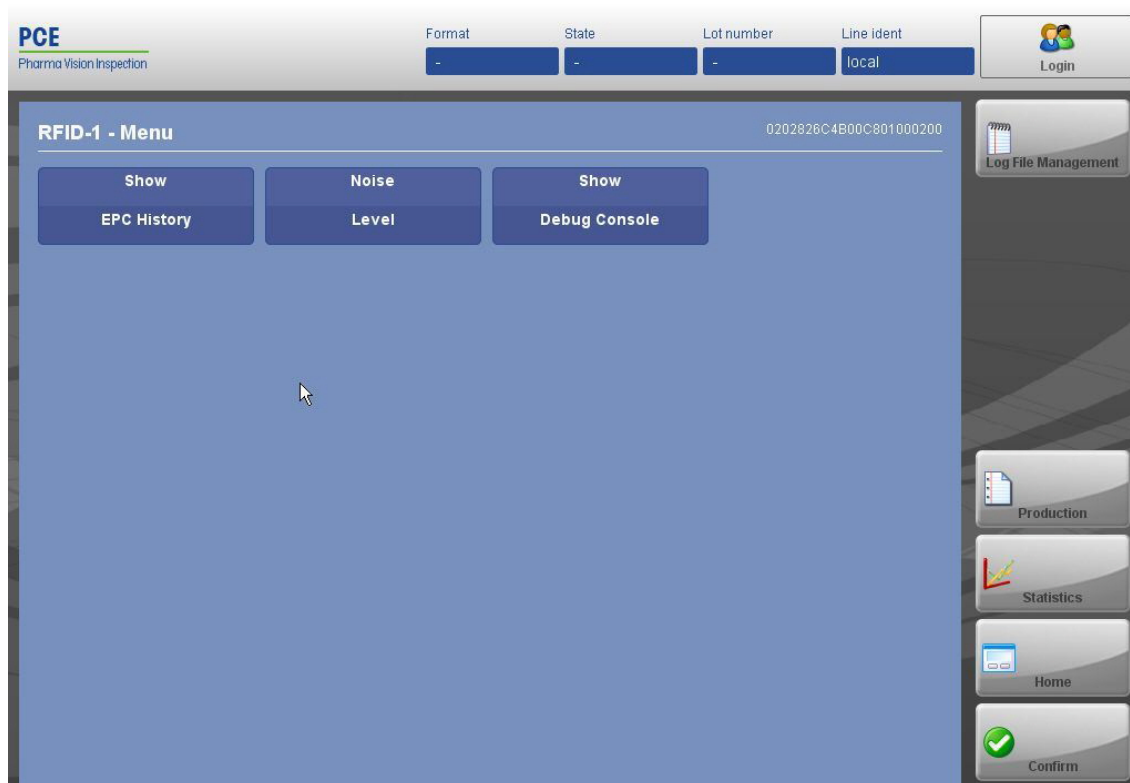 PCE
Pharma Vision Inspection
Format State Lot number Line ident
- - - local
Login
RFID-1 - Menu 0202826C4B00C801000200
Show
EPC History
Noise
Level
Show
Debug Console
Log File Management
Production
Statistics
Home
Confirm